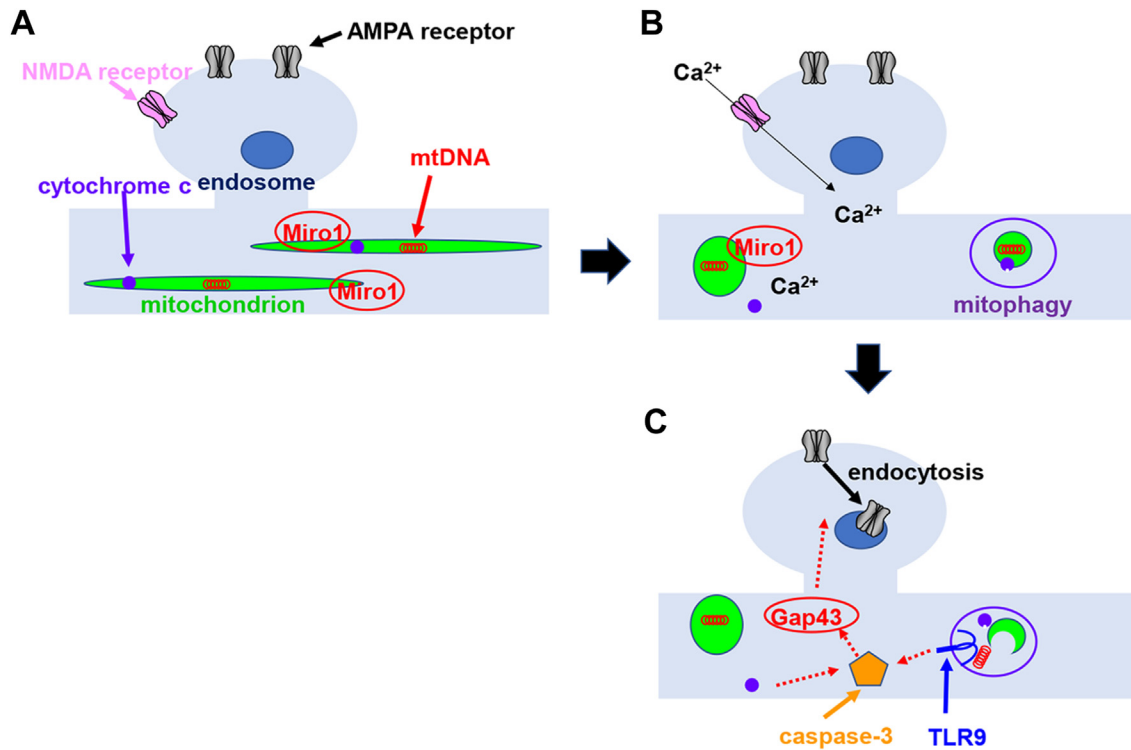 A
AMPA receptor
NMDA receptor
mtDNA
cytochrome c
endosome
Miro1
Miro1
mitochondrion
B
Ca²⁺
Ca²⁺
Miro1
Ca²⁺
mitophagy
C
endocytosis
Gap43
caspase-3
TLR9